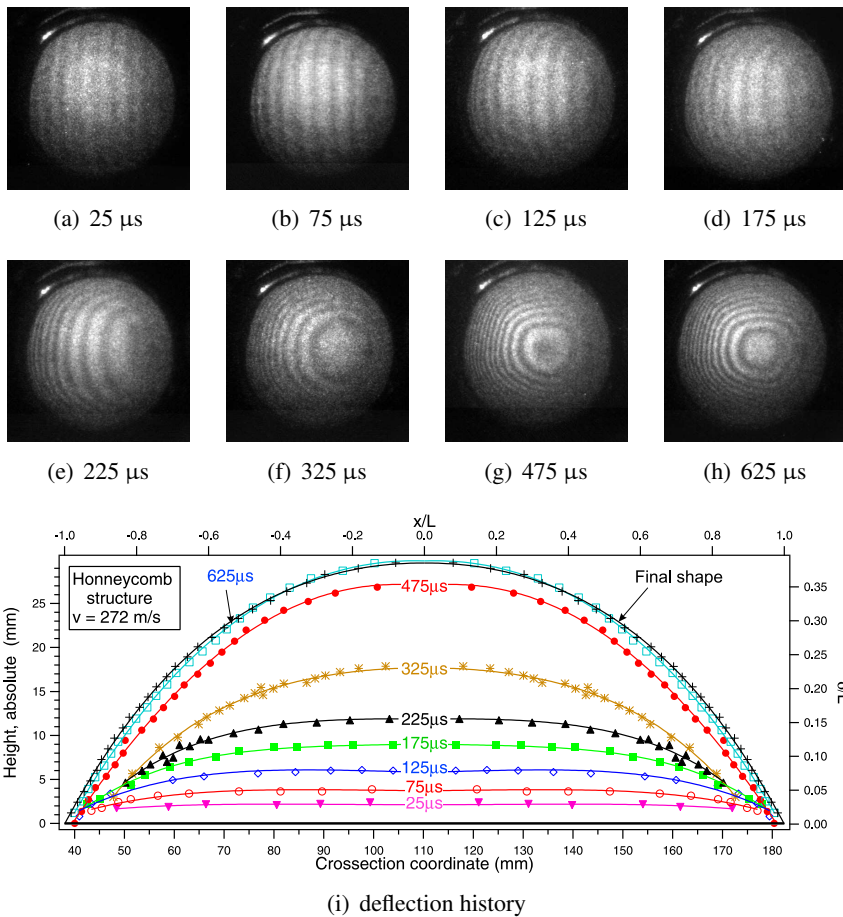 (a) 25 µs
(b) 75 µs
(c) 125 µs
(d) 175 µs
(e) 225 µs
(f) 325 µs
(g) 475 µs
(h) 625 µs
x/L
-1.0 -0.8 -0.6 -0.4 -0.2 0.0 0.2 0.4 0.6 0.8 1.0
Honneycomb
structure
v = 272 m/s
625µs
475µs
Final shape
325µs
225µs
175µs
125µs
75µs
25µs
Height, absolute (mm)
25
20
15
10
5
0
0.35
0.30
0.25
0.20
0.15
0.10
0.05
0.00
40 50 60 70 80 90 100 110 120 130 140 150 160 170 180
Crossection coordinate (mm)
(i) deflection history